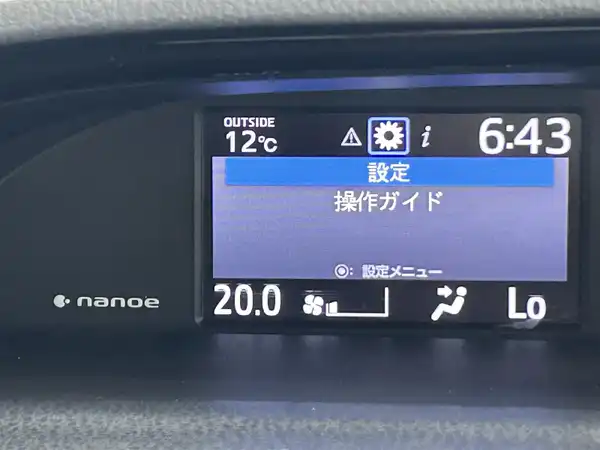 OUTSIDE
12℃
i
6:43
設定
操作ガイド
◉: 設定メニュー
nanoe
20.0
Lo